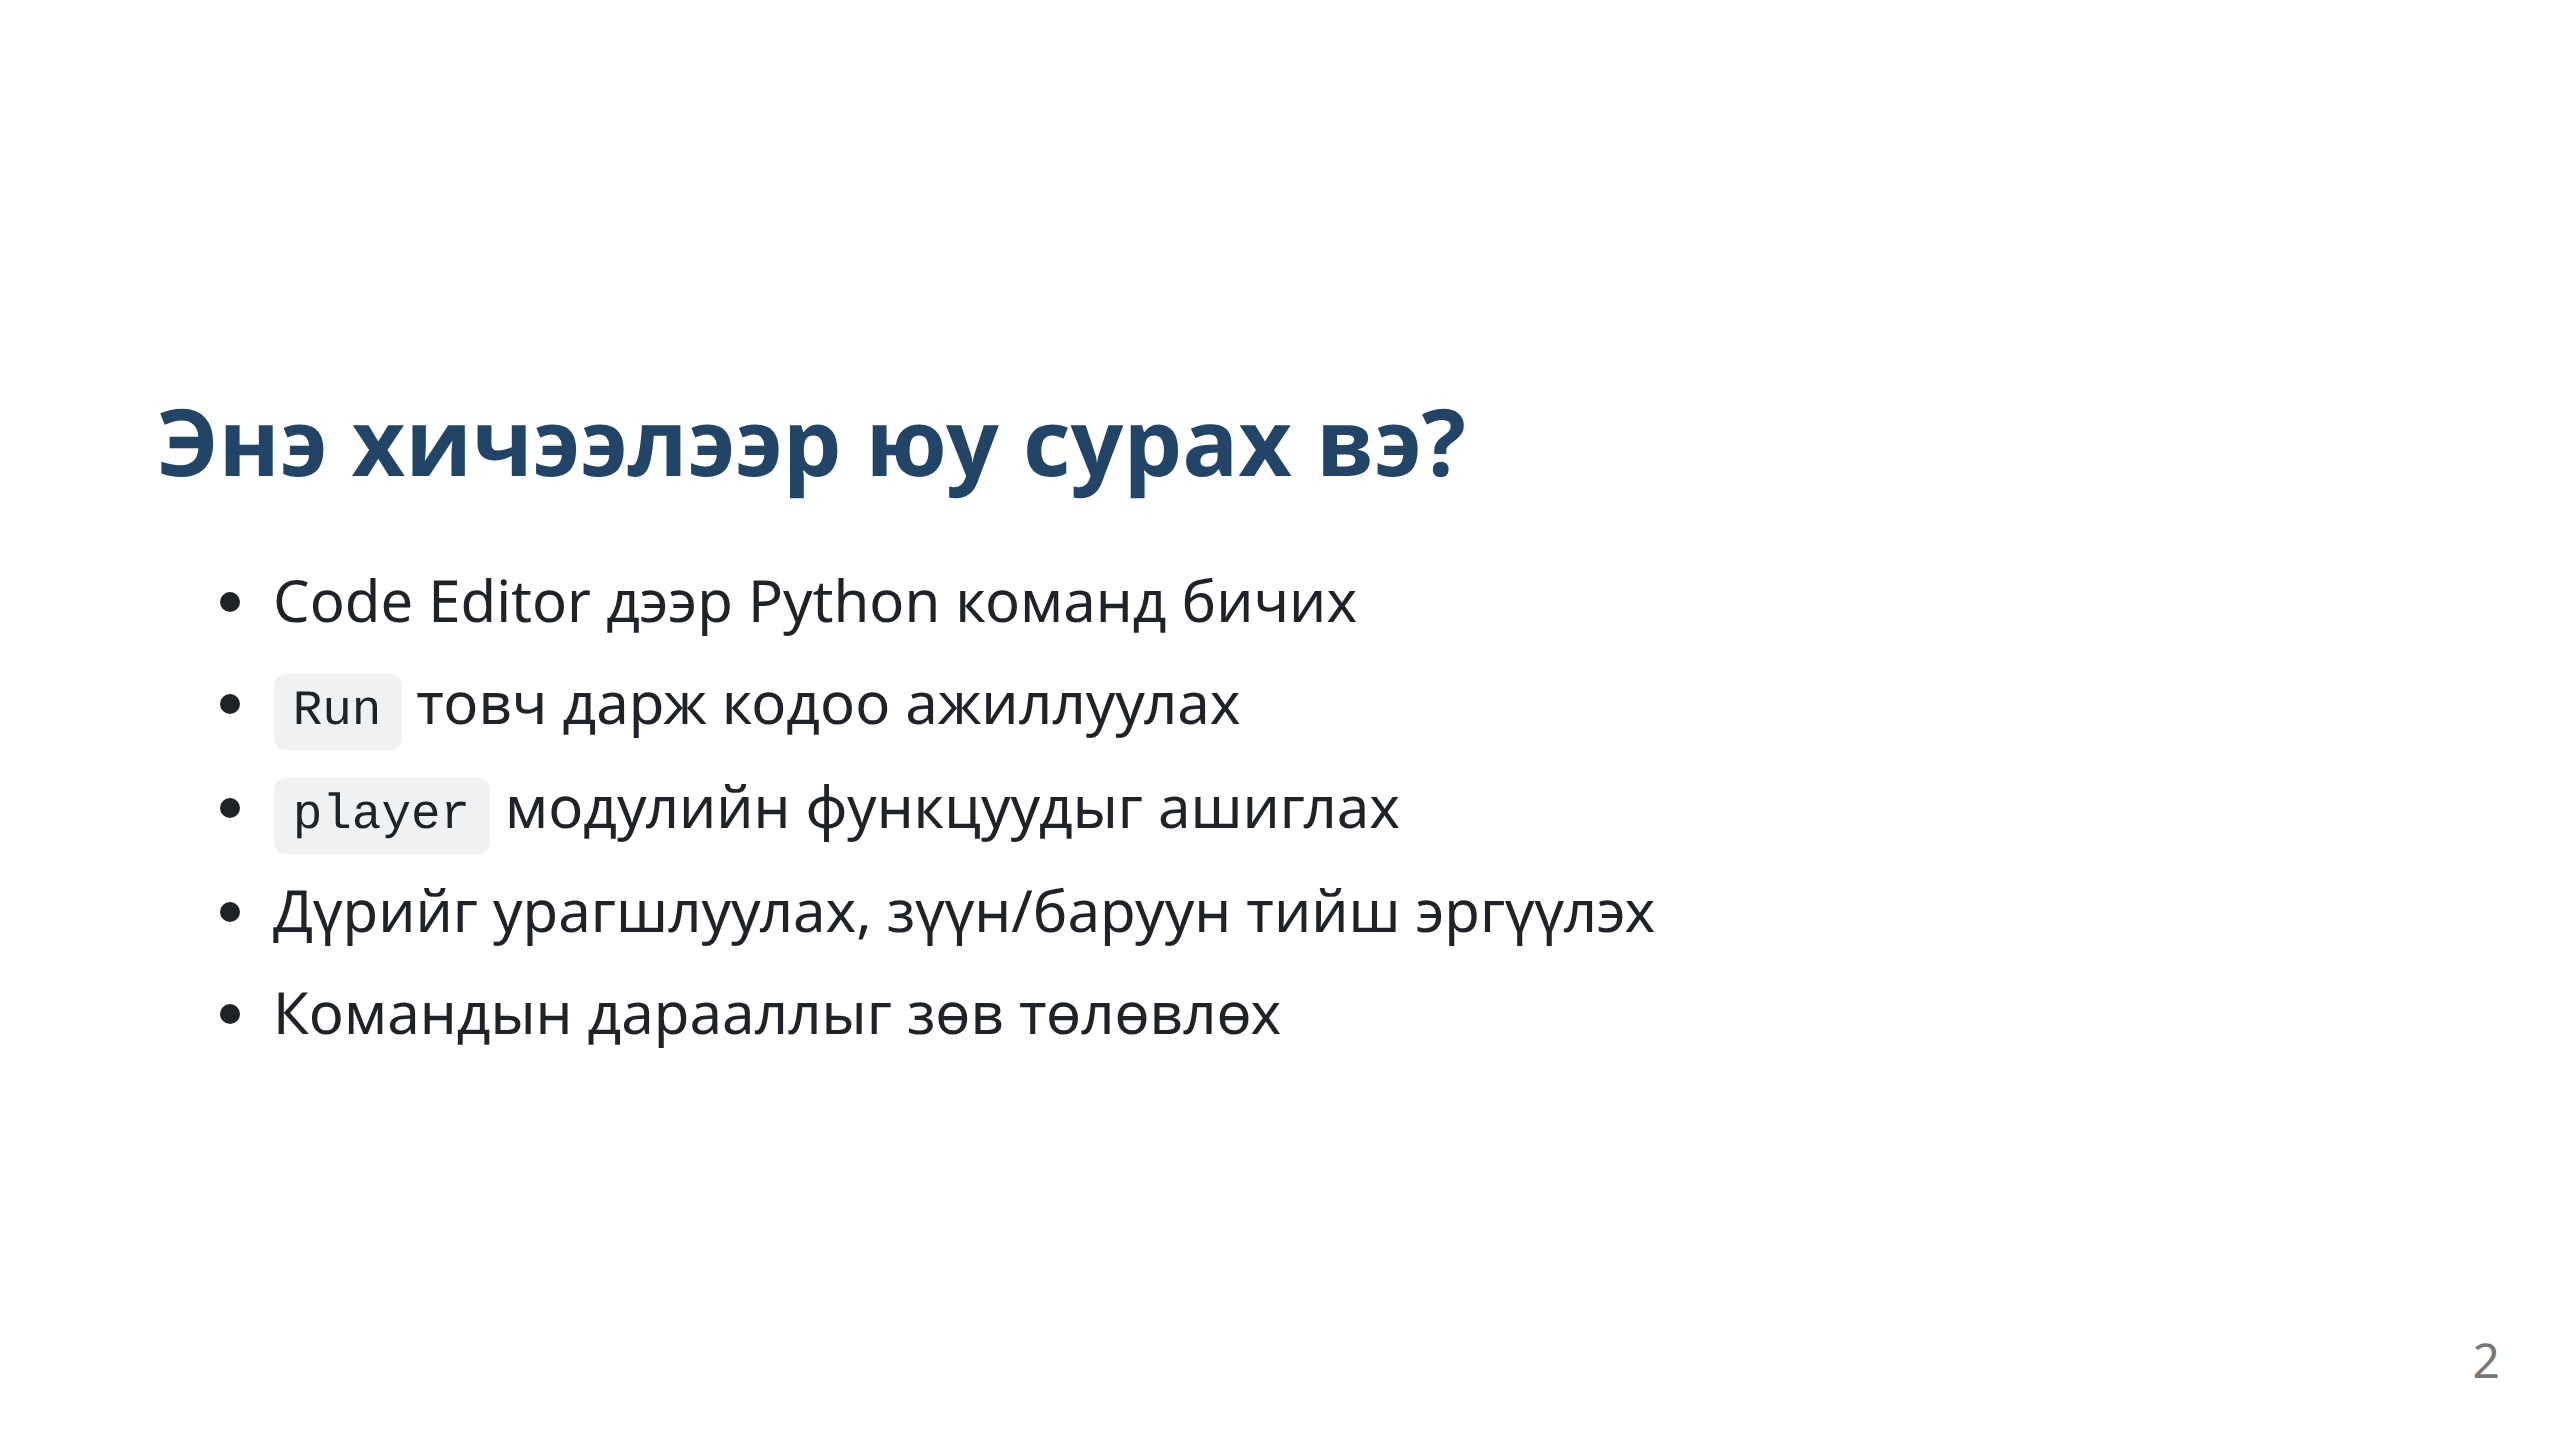 Энэ хичээлээр юу сурах вэ?
• Code Editor дээр Python команд бичих
• Run товч дарж кодоо ажиллуулах
• player модулийн функцуудыг ашиглах
• Дүрийг урагшлуулах, зүүн/баруун тийш эргүүлэх
• Командын дарааллыг зөв төлөвлөх
2